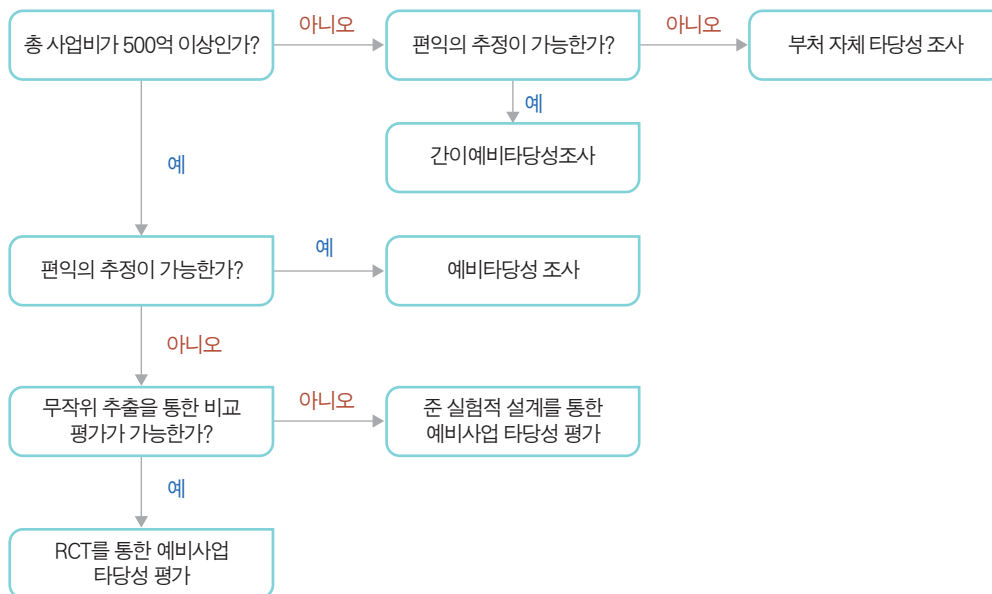 총 사업비가 500억 이상인가?
아니오
편익의 추정이 가능한가?
아니오
부처 자체 타당성 조사
예
간이예비타당성조사
예
편익의 추정이 가능한가?
예
예비타당성 조사
아니오
무작위 추출을 통한 비교
평가가 가능한가?
아니오
준 실험적 설계를 통한
예비사업 타당성 평가
예
RCT를 통한 예비사업
타당성 평가